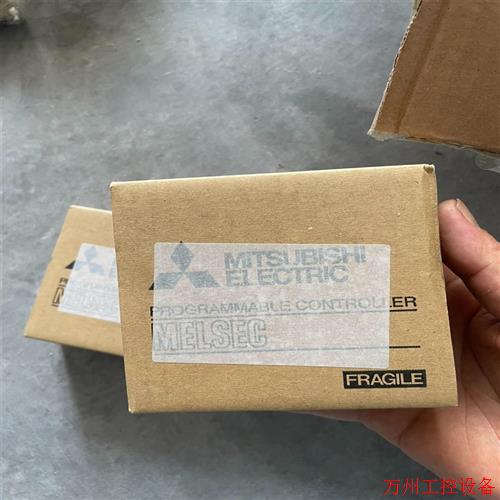 MITSUBISHI
ELECTRIC
PROGRAMMABLE CONTROLLER
MELSEC
FRAGILE
万州工控设备